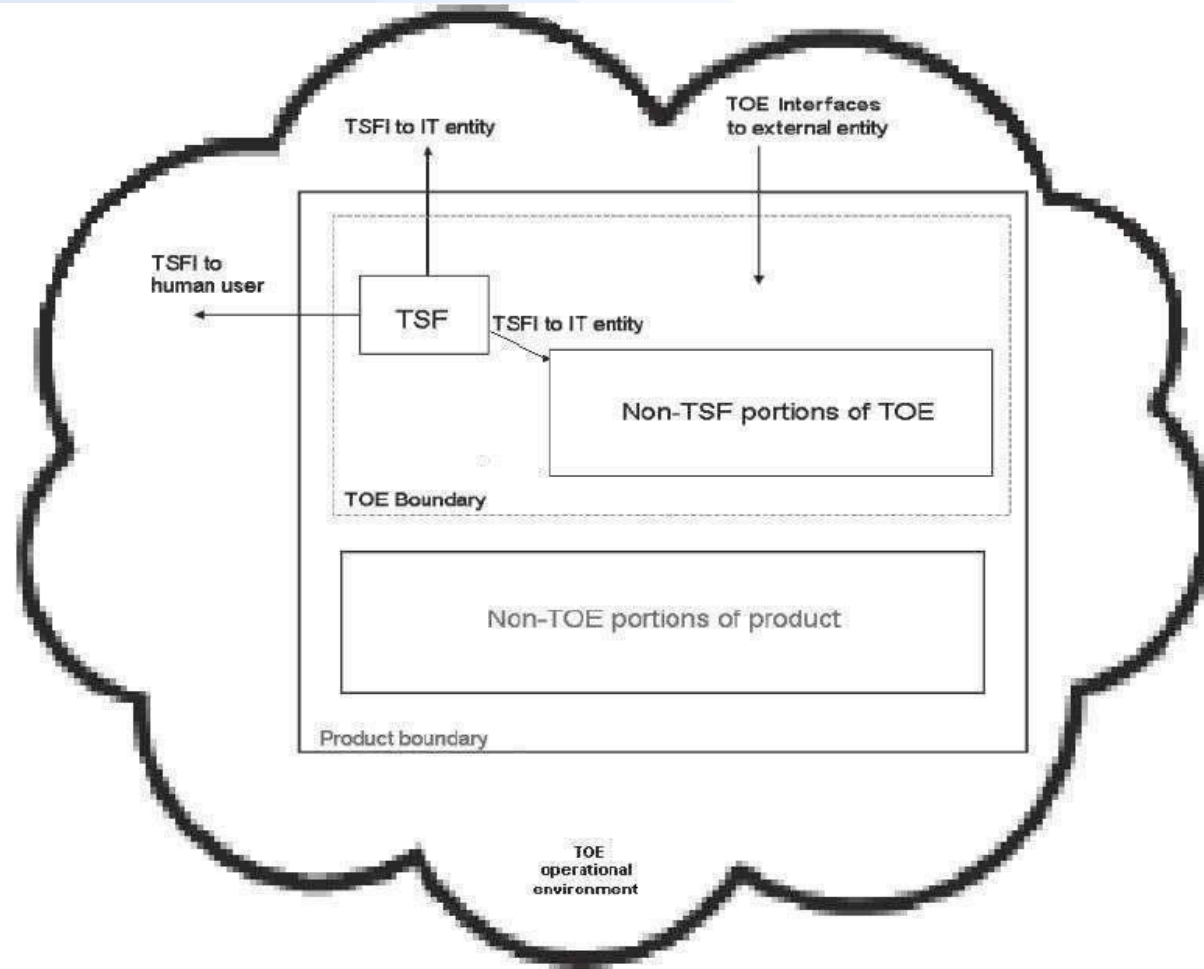 TSFI to IT entity
TOE Interfaces
to external entity
TSFI to
human user
TSF
TSFI to IT entity
Non-TSF portions of TOE
TOE Boundary
Non-TOE portions of product
Product boundary
TOE
operational
environment